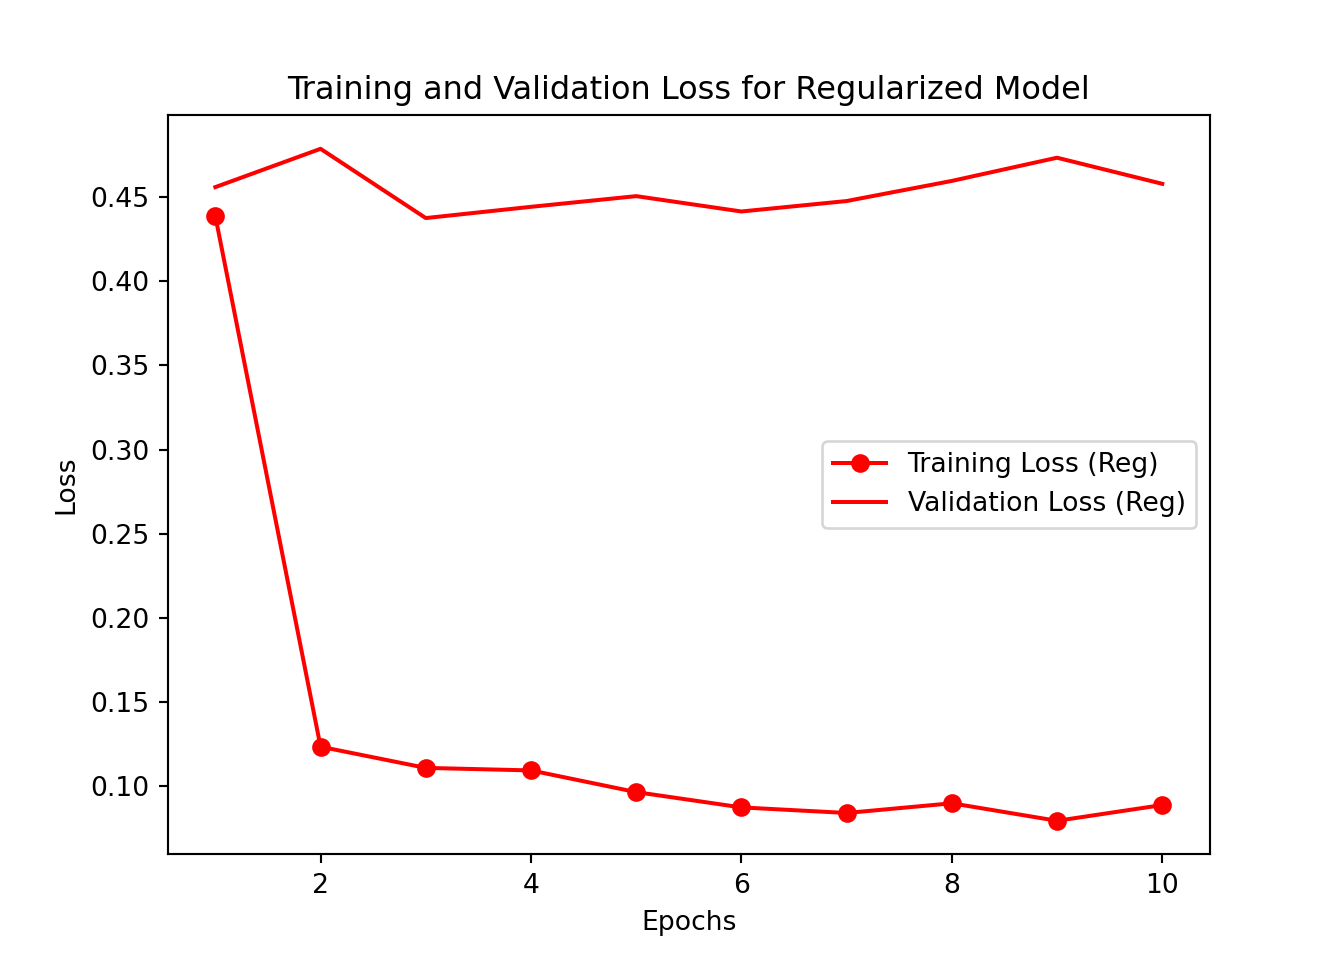 Training and Validation Loss for Regularized Model
0.45
0.40
0.35
0.30
0.25
0.20
0.15
0.10
Loss
Training Loss (Reg)
Validation Loss (Reg)
2 4 6 8 10
Epochs